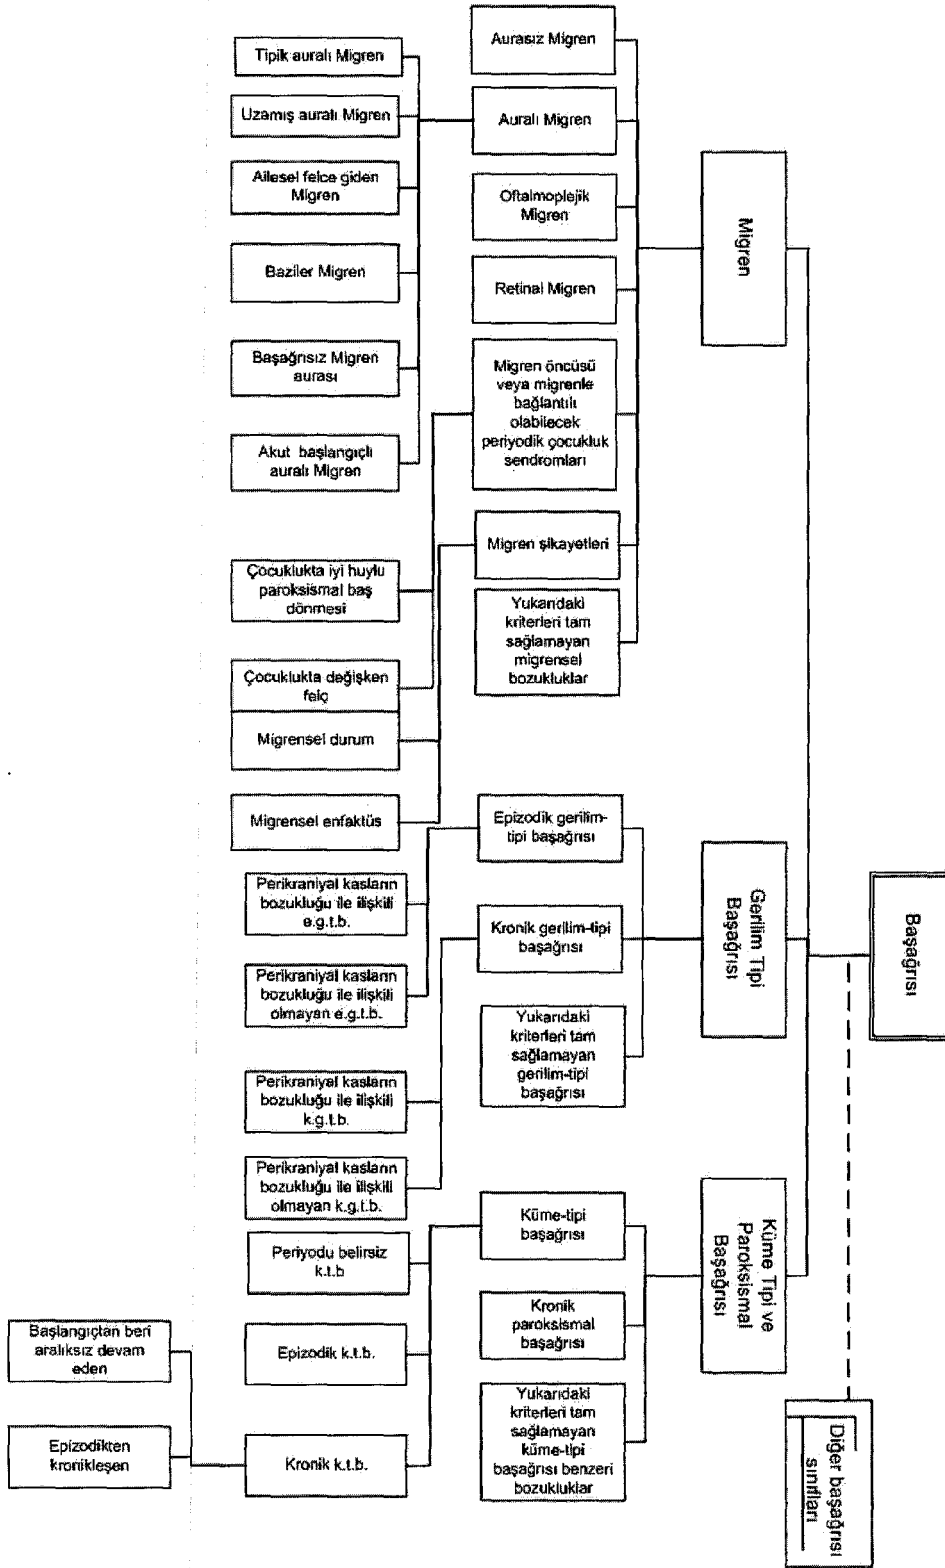 Başağrısı
Diğer başağrısı
sınıfları
Migren
Gerilim Tipi
Başağrısı
Küme Tipi ve
Paroksismal
Başağrısı
Aurasız Migren
Auralı Migren
Oftalmoplejik
Migren
Retinal Migren
Migren öncüsü
veya migrenle
bağlantılı
olabilecek
periyodik çocukluk
sendromları
Migren şikayetleri
Yukarıdaki
kriterleri tam
sağlamayan
migrensel
bozukluklar
Tipik auralı Migren
Uzamış auralı Migren
Ailesel felce giden
Migren
Baziler Migren
Başağrısız Migren
aurası
Akut başlangıçlı
auralı Migren
Çocuklukta iyi huylu
paroksismal baş
dönmesi
Çocuklukta değişken
felç
Migrensel durum
Migrensel enfaktüs
Epizodik gerilim-
tipi başağrısı
Kronik gerilim-tipi
başağrısı
Yukarıdaki
kriterleri tam
sağlamayan
gerilim-tipi
başağrısı
Perikraniyal kasların
bozukluğu ile ilişkili
e.g.t.b.
Perikraniyal kasların
bozukluğu ile ilişkili
olmayan e.g.t.b.
Perikraniyal kasların
bozukluğu ile ilişkili
k.g.t.b.
Perikraniyal kasların
bozukluğu ile ilişkili
olmayan k.g.t.b.
Küme-tipi
başağrısı
Kronik
paroksismal
başağrısı
Yukarıdaki
kriterleri tam
sağlamayan
küme-tipi
başağrısı benzeri
bozukluklar
Periyodu belirsiz
k.t.b
Epizodik k.t.b.
Kronik k.t.b.
Başlangıçtan beri
aralıksız devam
eden
Epizodikten
kronikleşen